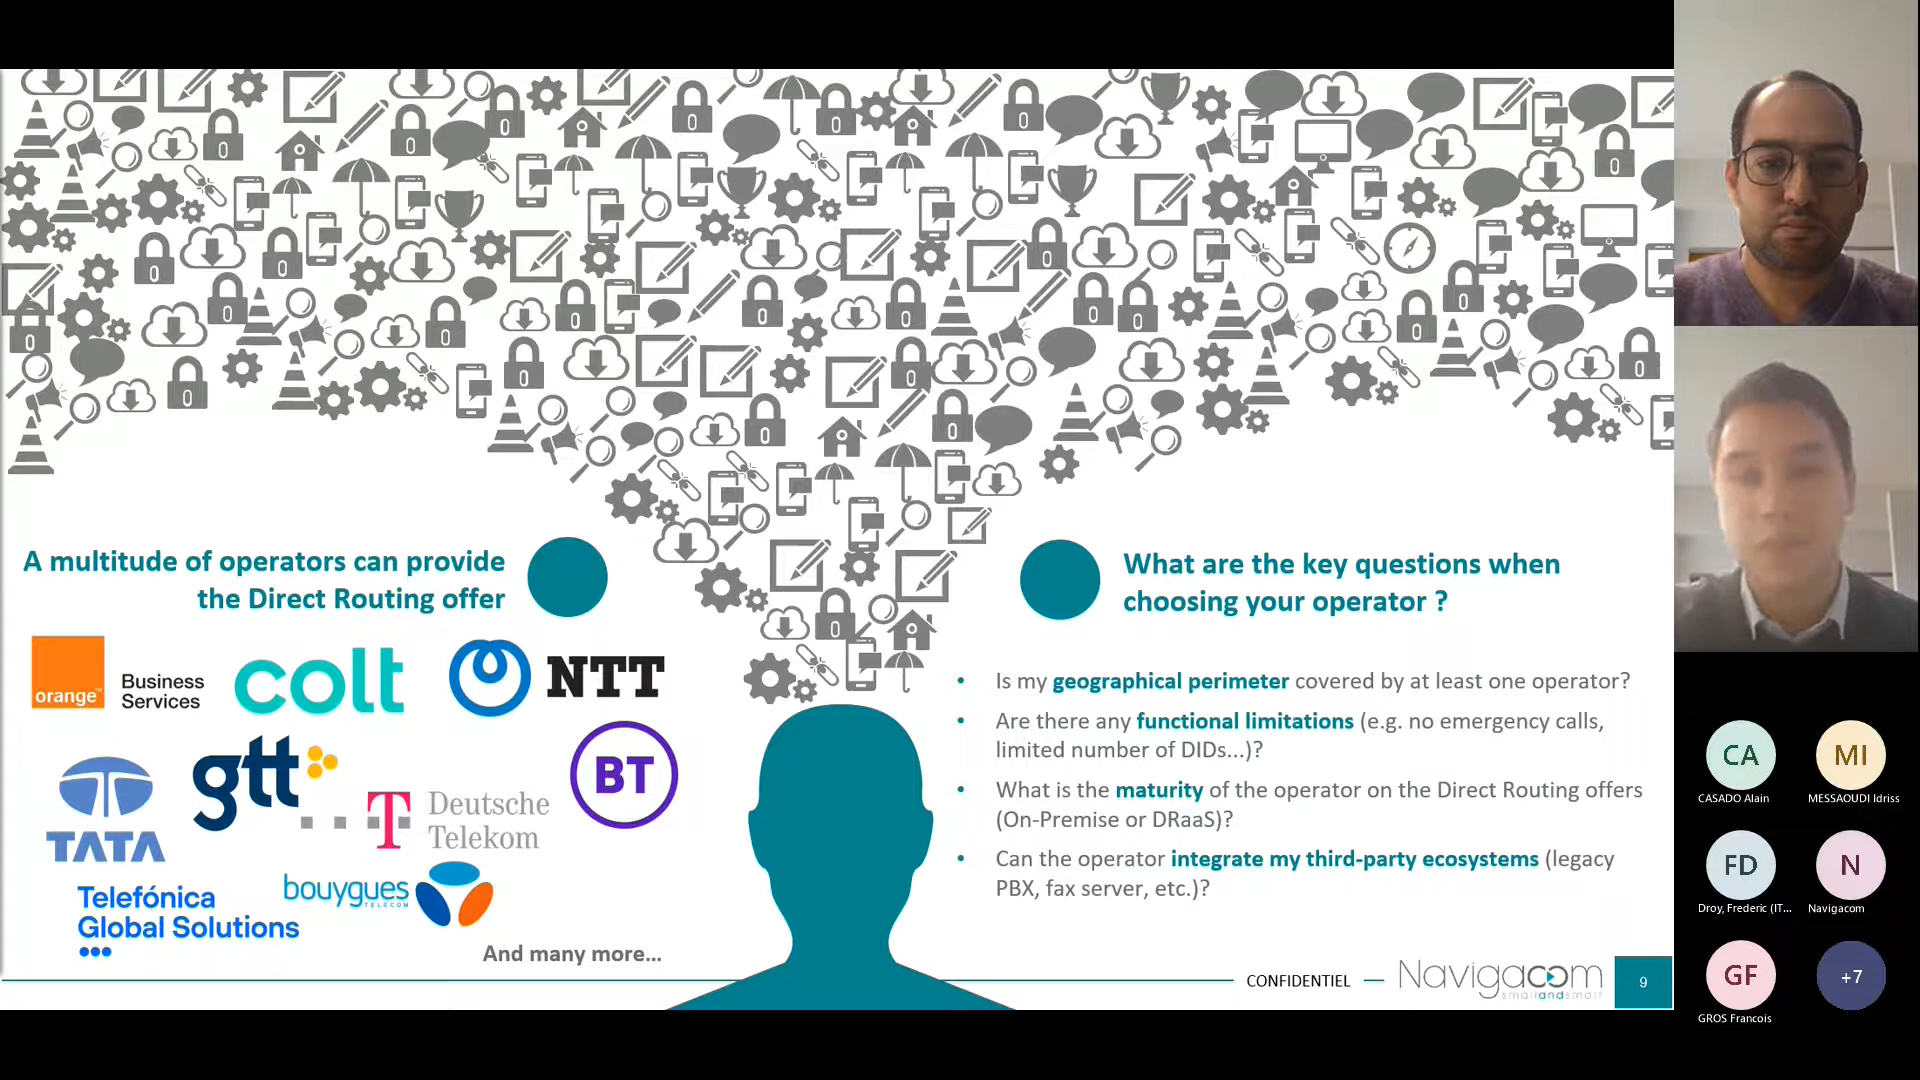 A multitude of operators can provide
the Direct Routing offer
orange™
Business
Services
colt
NTT
TATA
gtt
T
Deutsche
Telekom
BT
Telefónica
Global Solutions
bouygues
TELECOM
And many more...
What are the key questions when
choosing your operator ?
• Is my geographical perimeter covered by at least one operator?
• Are there any functional limitations (e.g. no emergency calls,
limited number of DIDs...)?
• What is the maturity of the operator on the Direct Routing offers
(On-Premise or DRaaS)?
• Can the operator integrate my third-party ecosystems (legacy
PBX, fax server, etc.)?
CONFIDENTIEL
Navigacom
smallandsmart
9
CA
CASADO Alain
MI
MESSAOUDI Idriss
FD
Droy, Frederic (IT...
N
Navigacom
GF
GROS Francois
+7